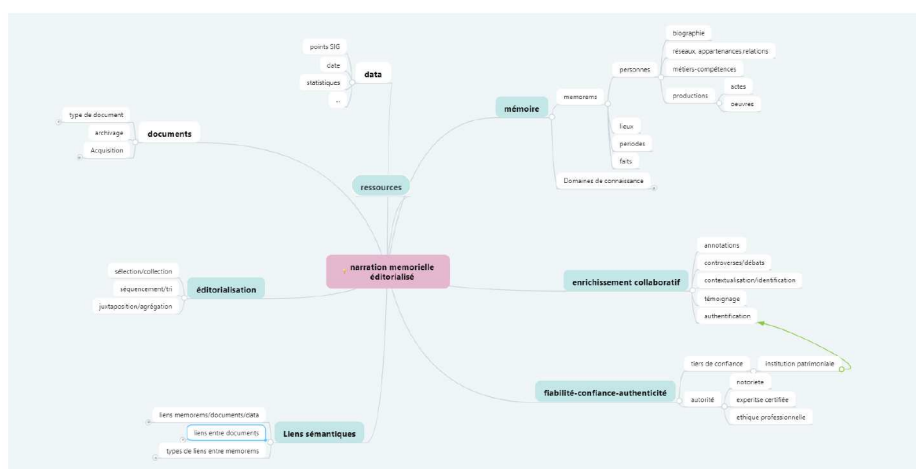 points SIG
date
statistiques
...
data
type de document
archivage
Acquisition
documents
ressources
mémoire
memorems
personnes
biographie
réseaux, appartenances relations
métiers-compétences
productions
actes
oeuvres
lieux
periodes
faits
Domaines de connaissance
narration memorielle
éditorialisé
sélection/collection
séquencement/tri
juxtaposition/agrégation
éditorialisation
enrichissement collaboratif
annotations
controverses/débats
contextualisation/identification
témoignage
authentification
fiabilité-confiance-authenticité
tiers de confiance
institution patrimoniale
autorité
notoriete
expertise certifiée
ethique professionnelle
liens memorems/documents/data
liens entre documents
types de liens entre memorems
Liens sémantiques